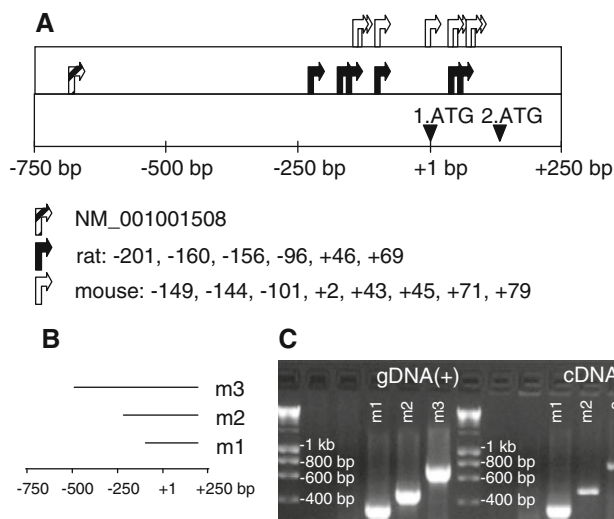 A
1.ATG 2.ATG
-750 bp -500 bp -250 bp +1 bp +250 bp
NM_001001508
rat: -201, -160, -156, -96, +46, +69
mouse: -149, -144, -101, +2, +43, +45, +71, +79
B
m3
m2
m1
-750 -500 -250 +1 +250 bp
C
gDNA(+) cDNA
m1 m2 m3 m1 m2
-1 kb -1 kb
-800 bp -800 bp
-600 bp -600 bp
-400 bp -400 bp